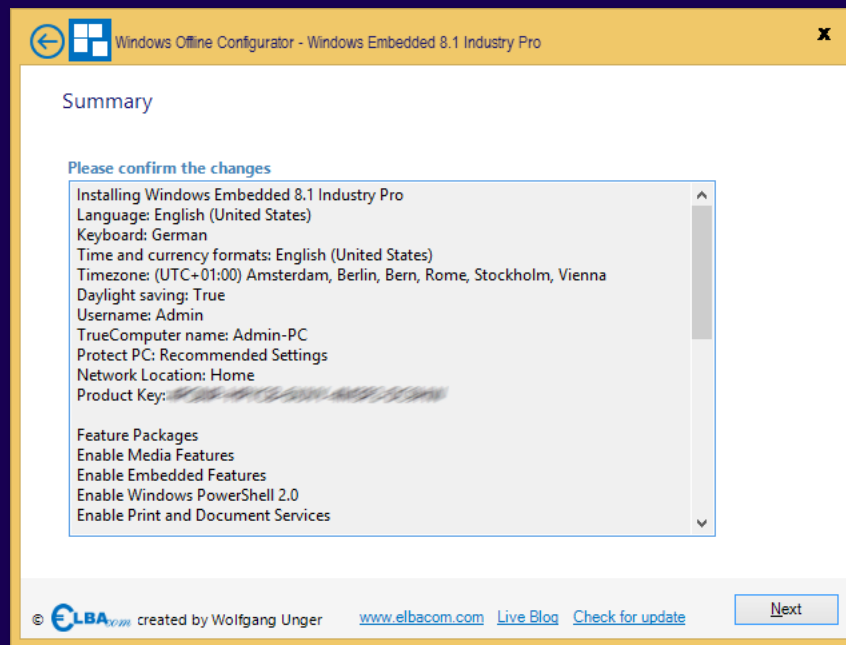 Windows Offline Configurator - Windows Embedded 8.1 Industry Pro
x
Summary
Please confirm the changes
Installing Windows Embedded 8.1 Industry Pro
Language: English (United States)
Keyboard: German
Time and currency formats: English (United States)
Timezone: (UTC+01:00) Amsterdam, Berlin, Bern, Rome, Stockholm, Vienna
Daylight saving: True
Username: Admin
TrueComputer name: Admin-PC
Protect PC: Recommended Settings
Network Location: Home
Product Key:
Feature Packages
Enable Media Features
Enable Embedded Features
Enable Windows PowerShell 2.0
Enable Print and Document Services
© ELBAcom created by Wolfgang Unger www.elbacom.com Live Blog Check for update Next